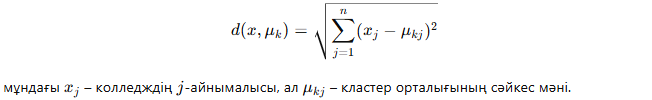 d(x, μ_k) = √(∑_{j=1}^{n} (x_j − μ_{kj})²)
мұндағы x_j – колледждің j-айнымалысы, ал μ_{kj} – кластер орталығының сәйкес мәні.